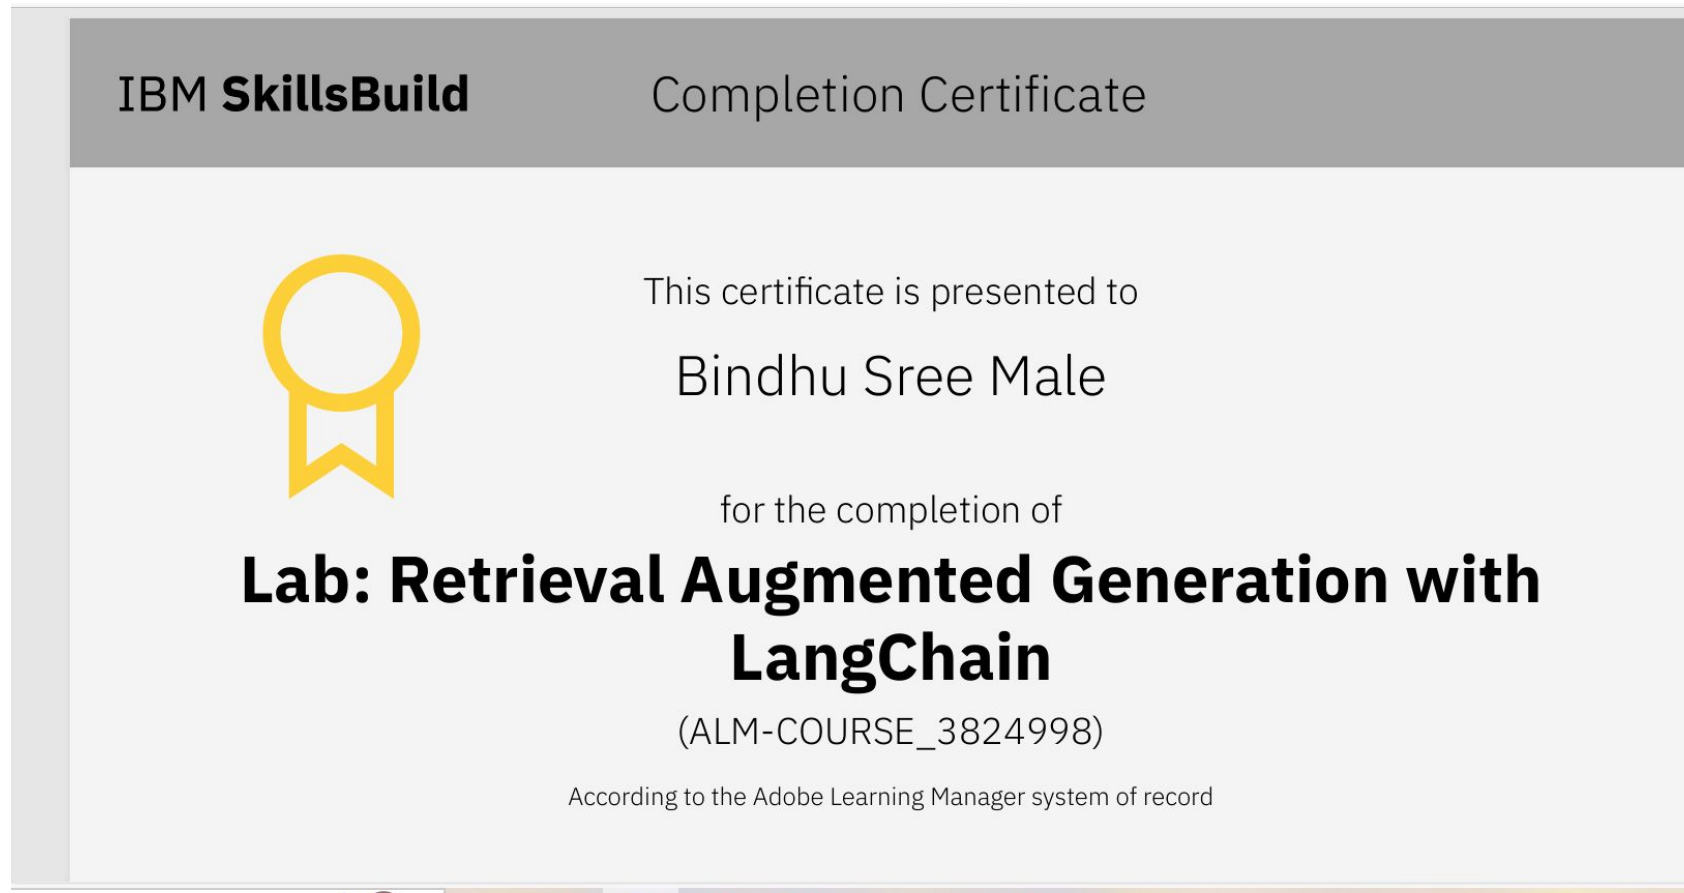 IBM SkillsBuild
Completion Certificate
This certificate is presented to
Bindhu Sree Male
for the completion of
Lab: Retrieval Augmented Generation with
LangChain
(ALM-COURSE_3824998)
According to the Adobe Learning Manager system of record